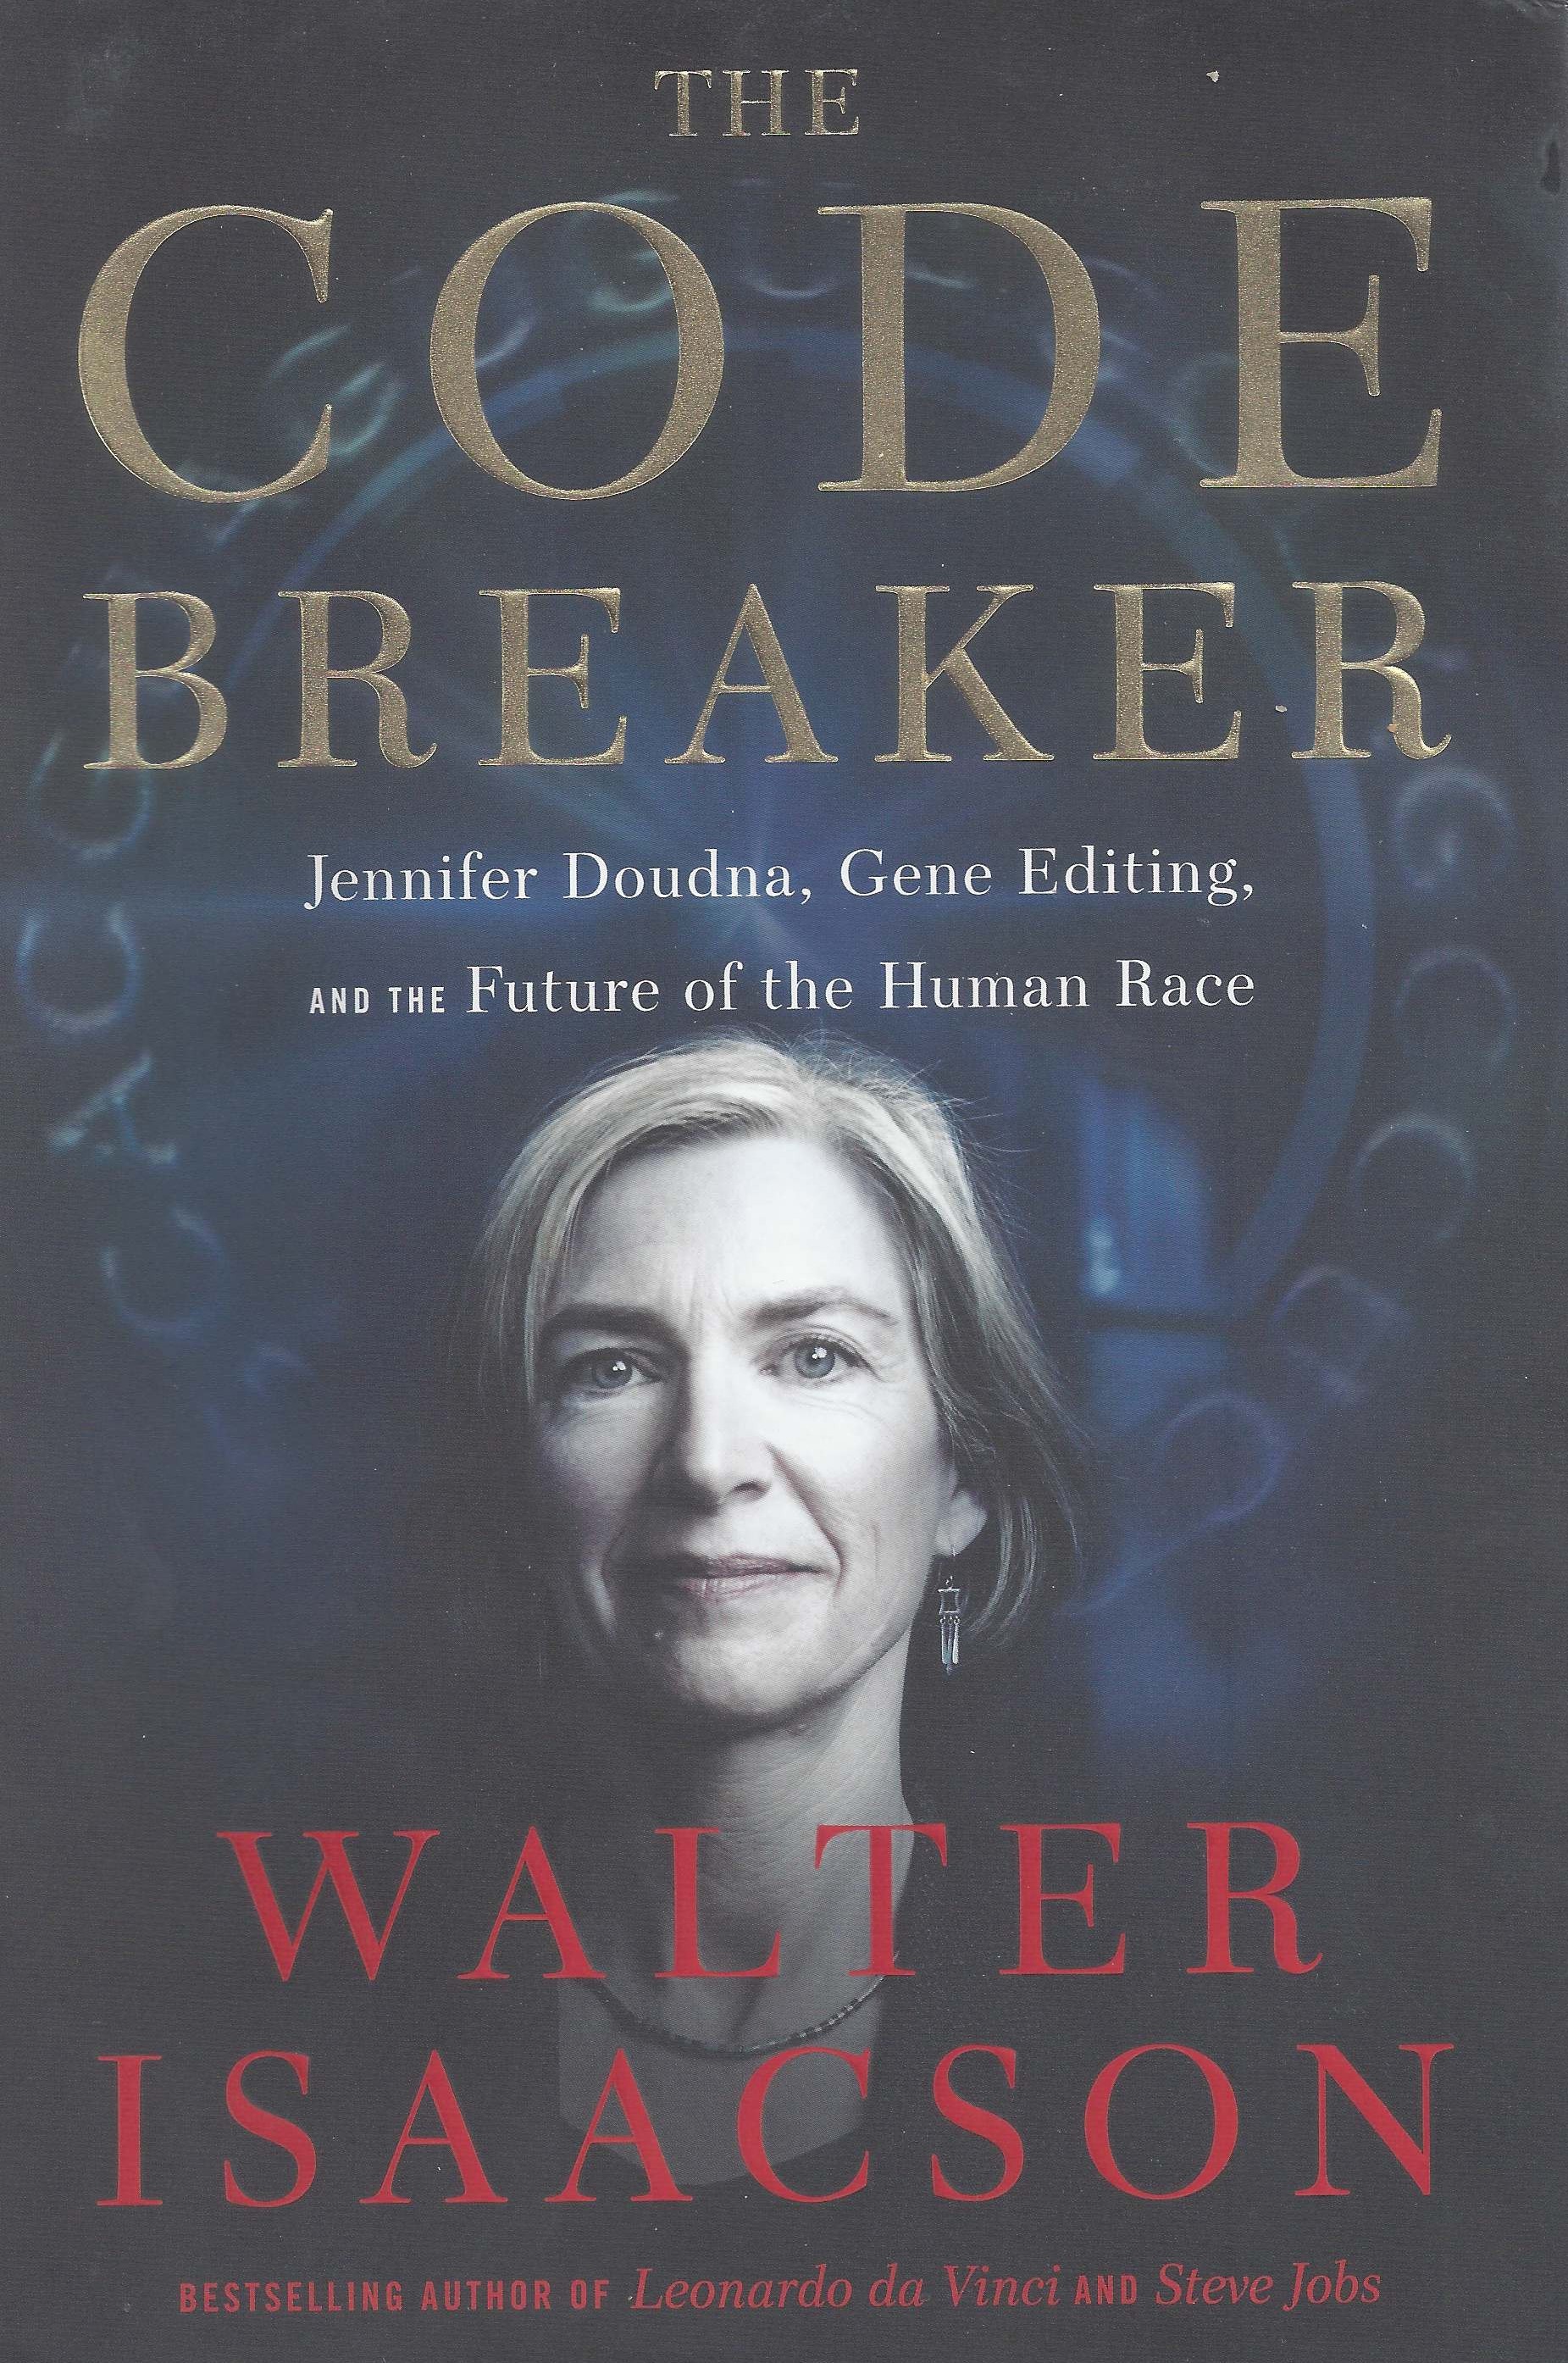 THE
CODE
BREAKER
Jennifer Doudna, Gene Editing,
AND THE Future of the Human Race
WALTER
ISAACSON
BESTSELLING AUTHOR OF Leonardo da Vinci AND Steve Jobs